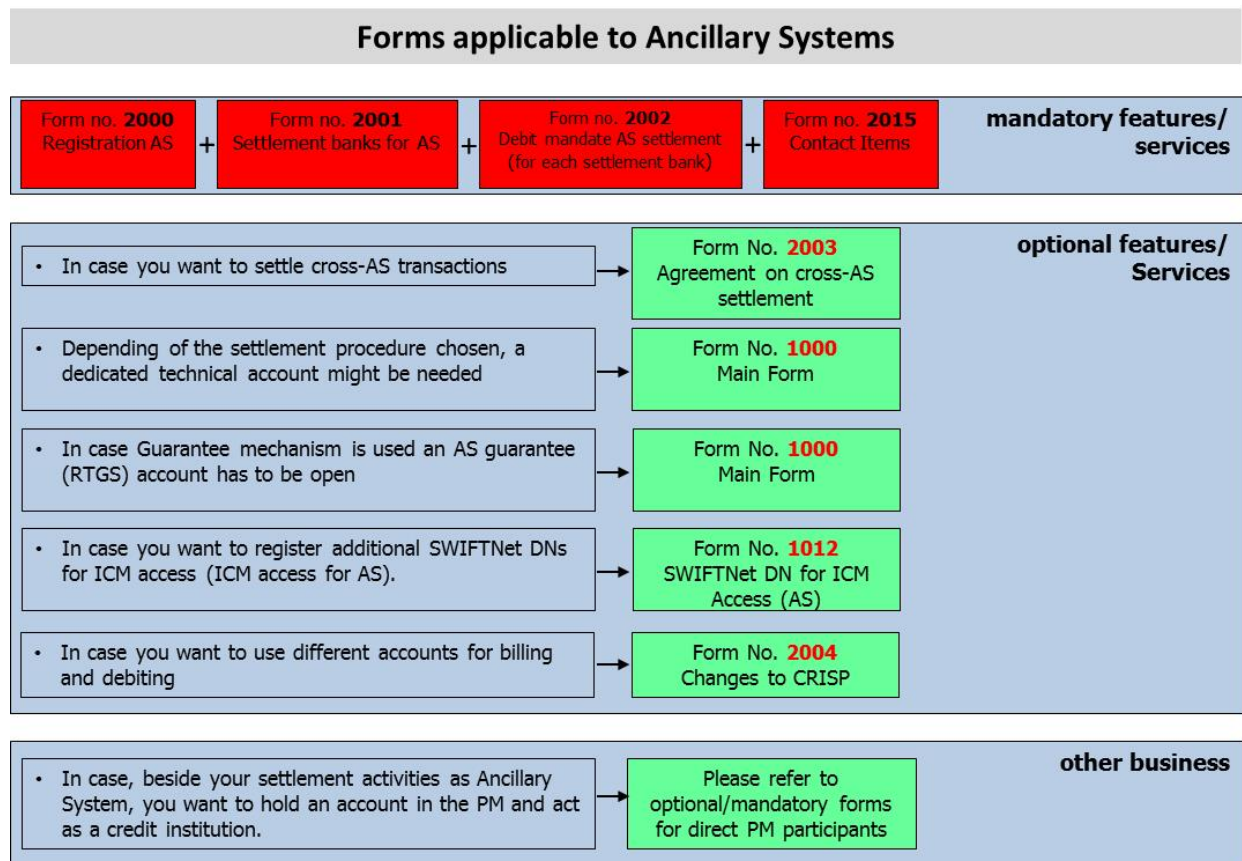 Forms applicable to Ancillary Systems
Form no. 2000
Registration AS
+
Form no. 2001
Settlement banks for AS
+
Form no. 2002
Debit mandate AS settlement
(for each settlement bank)
+
Form no. 2015
Contact Items
mandatory features/
services
optional features/
Services
• In case you want to settle cross-AS transactions
Form No. 2003
Agreement on cross-AS
settlement
• Depending of the settlement procedure chosen, a
dedicated technical account might be needed
Form No. 1000
Main Form
• In case Guarantee mechanism is used an AS guarantee
(RTGS) account has to be open
Form No. 1000
Main Form
• In case you want to register additional SWIFTNet DNs
for ICM access (ICM access for AS).
Form No. 1012
SWIFTNet DN for ICM
Access (AS)
• In case you want to use different accounts for billing
and debiting
Form No. 2004
Changes to CRISP
other business
• In case, beside your settlement activities as Ancillary
System, you want to hold an account in the PM and act
as a credit institution.
Please refer to
optional/mandatory forms
for direct PM participants